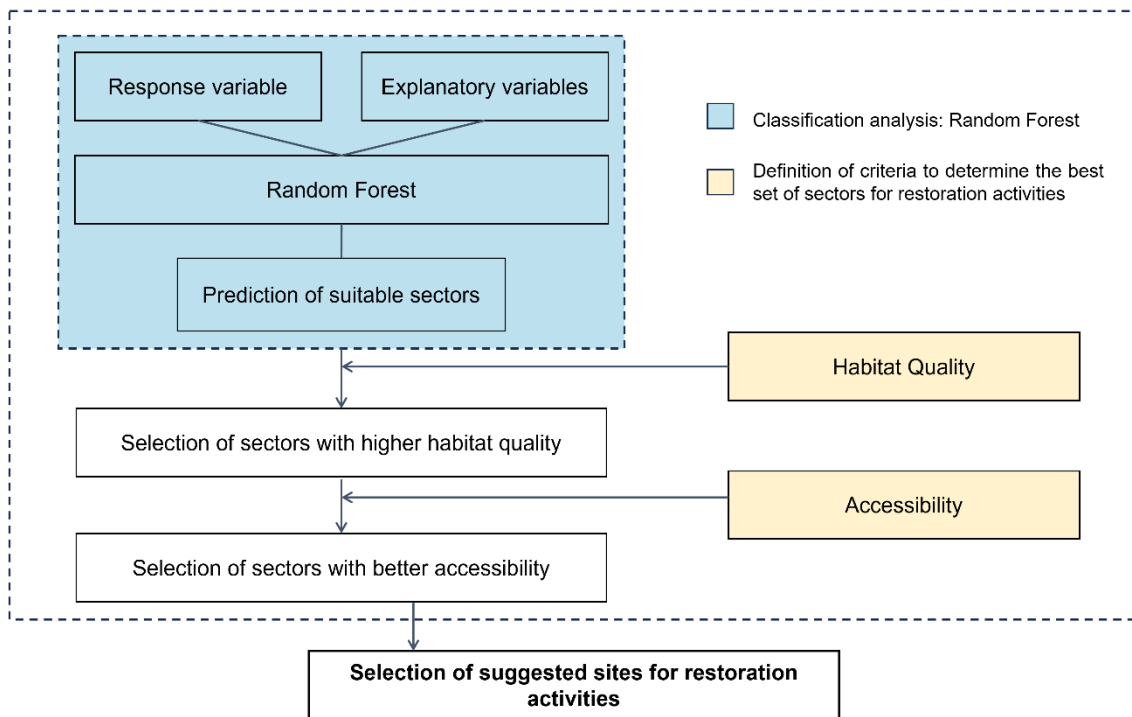 Response variable
Explanatory variables
Random Forest
Prediction of suitable sectors
Classification analysis: Random Forest
Definition of criteria to determine the best
set of sectors for restoration activities
Habitat Quality
Selection of sectors with higher habitat quality
Accessibility
Selection of sectors with better accessibility
Selection of suggested sites for restoration
activities